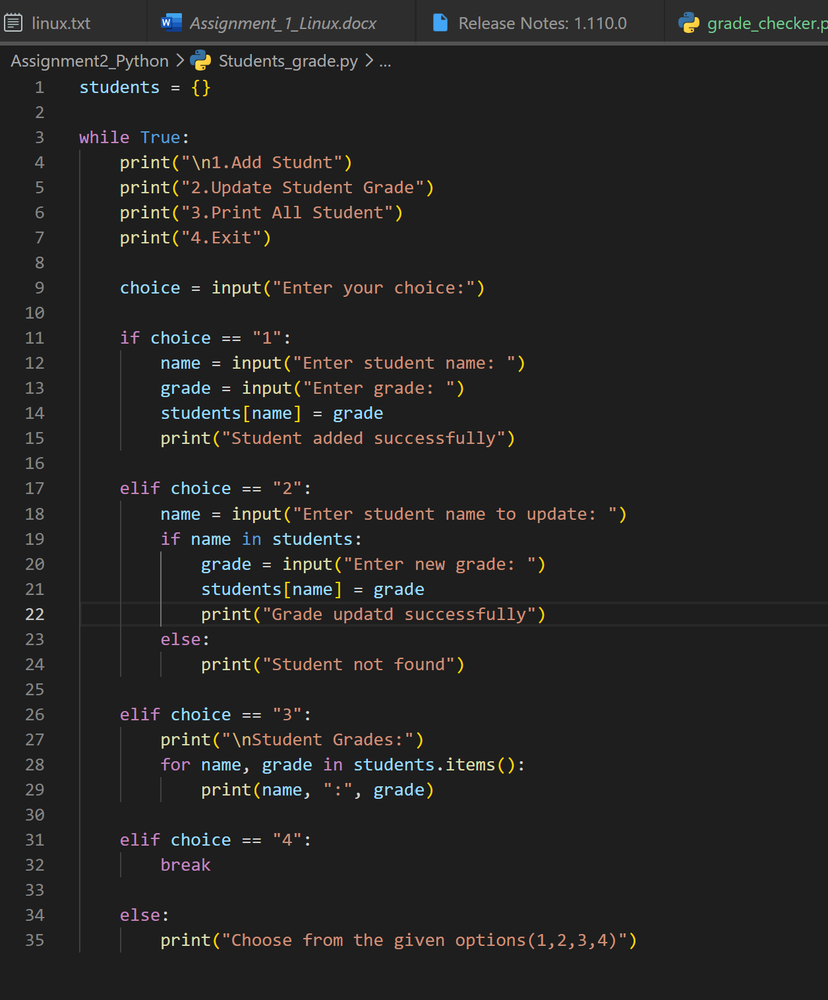 linux.txt Assignment_1_Linux.docx Release Notes: 1.110.0 grade_checker.p
Assignment2_Python > Students_grade.py > ...
1 students = {}
2
3 while True:
4     print("\n1.Add Studnt")
5     print("2.Update Student Grade")
6     print("3.Print All Student")
7     print("4.Exit")
8
9     choice = input("Enter your choice:")
10
11     if choice == "1":
12         name = input("Enter student name: ")
13         grade = input("Enter grade: ")
14         students[name] = grade
15         print("Student added successfully")
16
17     elif choice == "2":
18         name = input("Enter student name to update: ")
19         if name in students:
20             grade = input("Enter new grade: ")
21             students[name] = grade
22             print("Grade updatd successfully")
23         else:
24             print("Student not found")
25
26     elif choice == "3":
27         print("\nStudent Grades:")
28         for name, grade in students.items():
29             print(name, ":", grade)
30
31     elif choice == "4":
32         break
33
34     else:
35         print("Choose from the given options(1,2,3,4)")